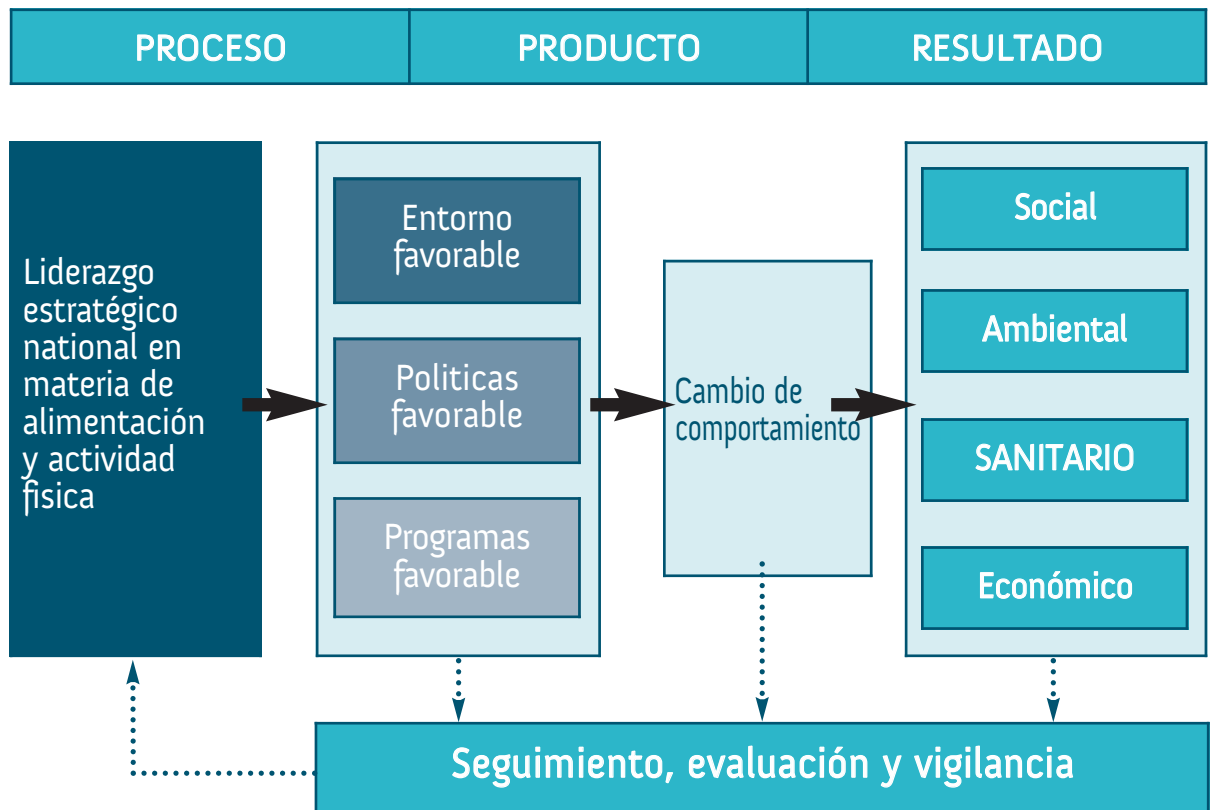 PROCESO
PRODUCTO
RESULTADO
Liderazgo
estratégico
national en
materia de
alimentación
y actividad
fisica
Entorno
favorable
Politicas
favorable
Programas
favorable
Cambio de
comportamiento
Social
Ambiental
SANITARIO
Económico
Seguimiento, evaluación y vigilancia